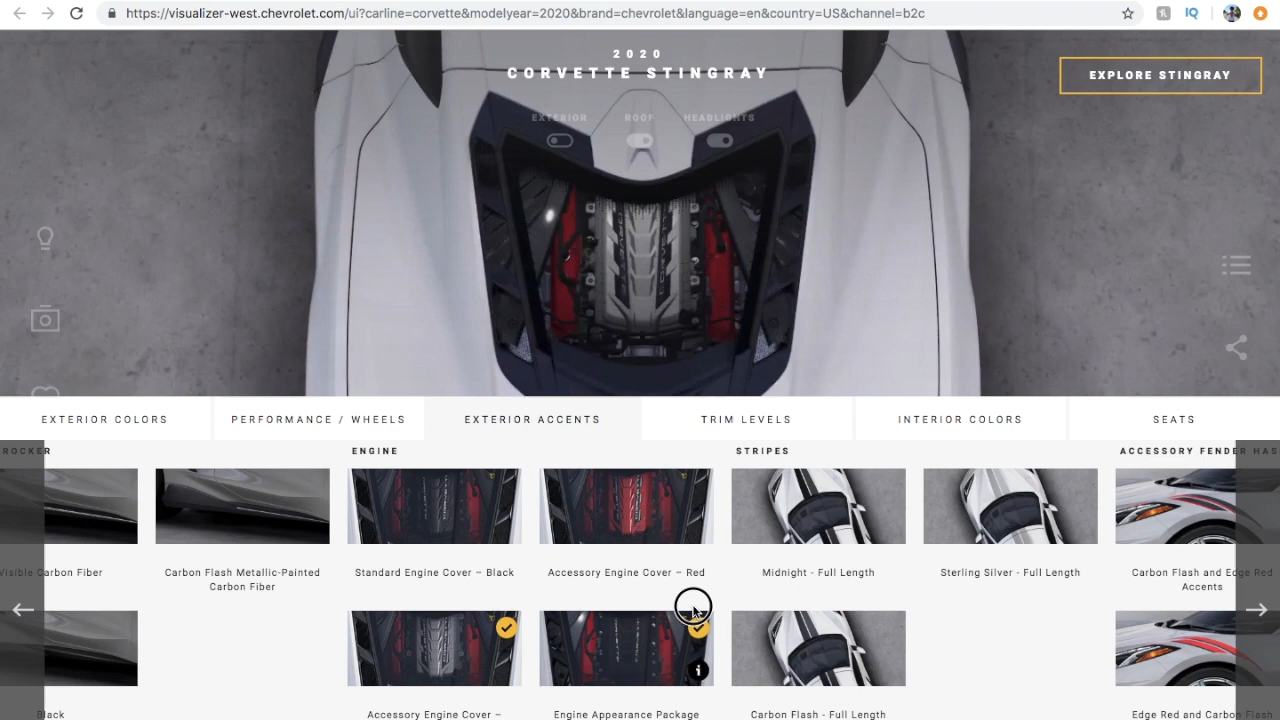 https://visualizer-west.chevrolet.com/ui?carline=corvette&modelyear=2020&brand=chevrolet&language=en&country=US&channel=b2c
IQ
2020
CORVETTE STINGRAY
EXPLORE STINGRAY
EXTERIOR ROOF HEADLIGHTS
EXTERIOR COLORS
PERFORMANCE / WHEELS
EXTERIOR ACCENTS
TRIM LEVELS
INTERIOR COLORS
SEATS
ROCKER
ENGINE
STRIPES
ACCESSORY FENDER HAS
Visible Carbon Fiber
Carbon Flash Metallic-Painted
Carbon Fiber
Standard Engine Cover – Black
Accessory Engine Cover – Red
Midnight - Full Length
Sterling Silver - Full Length
Carbon Flash and Edge Red
Accents
Black
Accessory Engine Cover –
Engine Appearance Package
Carbon Flash - Full Length
Edge Red and Carbon Flash